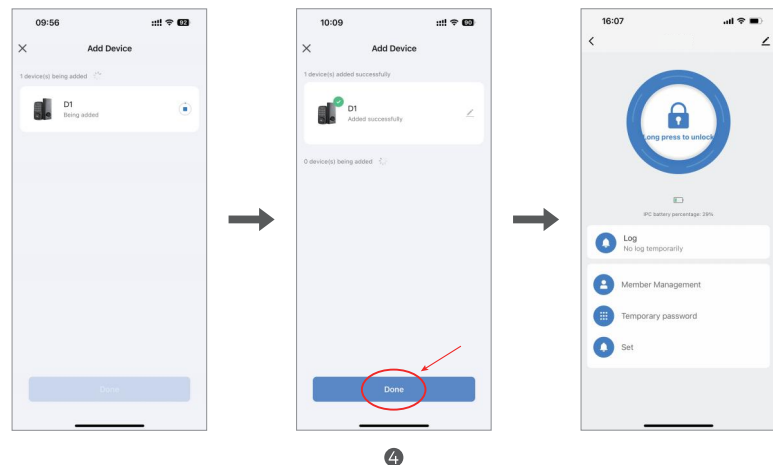 09:56
92
Add Device
1 device(s) being added
D1
Being added
Done
10:09
90
Add Device
1 device(s) added successfully
D1
Added successfully
0 device(s) being added
Done
16:07
Long press to unlock
IPC battery percentage: 29%
Log
No log temporarily
Member Management
Temporary password
Set
4